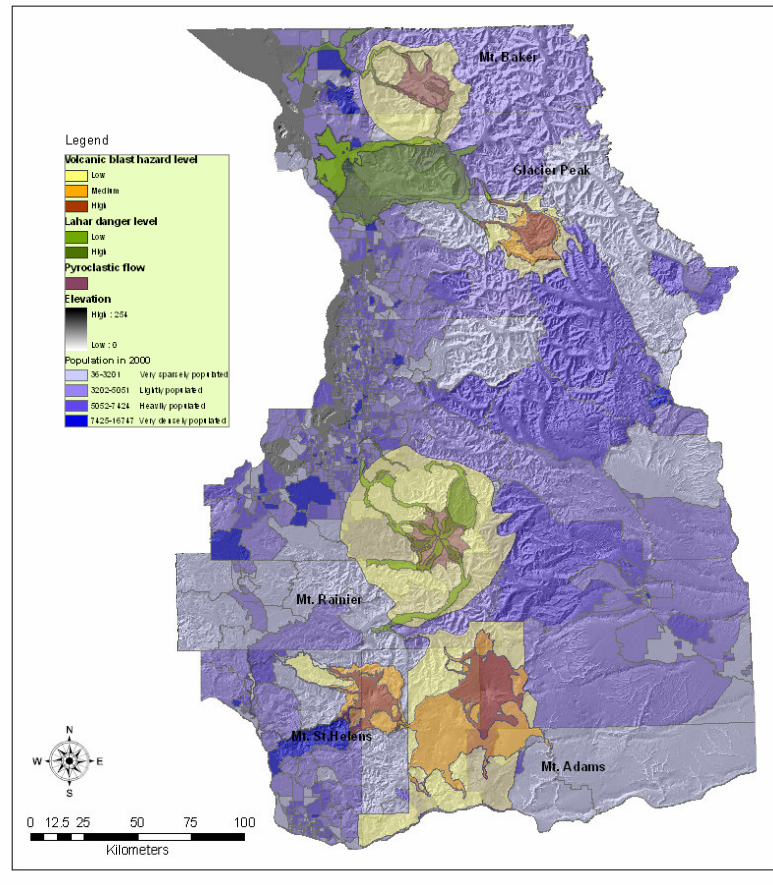 Mt. Baker
Glacier Peak
Legend
Volcanic blast hazard level
Low
Medium
High
Lahar danger level
Low
High
Pyroclastic flow
Elevation
High : 254
Low : 0
Population in 2000
36-3201 Very sparsely populated
3202-5051 Lightly populated
5052-7424 Heavily populated
7425-16747 Very densely populated
Mt. Rainier
Mt. St.Helens
Mt. Adams
N
W E
S
0 12.5 25 50 75 100
Kilometers